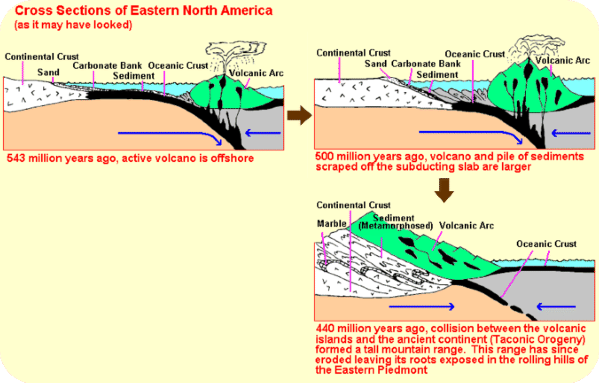 Cross Sections of Eastern North America
(as it may have looked)
Continental Crust
Sand
Carbonate Bank
Sediment
Oceanic Crust
Volcanic Arc
543 million years ago, active volcano is offshore
Continental Crust
Sand
Carbonate Bank
Sediment
Oceanic Crust
Volcanic Arc
500 million years ago, volcano and pile of sediments
scraped off the subducting slab are larger
Continental Crust
Marble
Sediment
(Metamorphosed)
Volcanic Arc
Oceanic Crust
440 million years ago, collision between the volcanic
islands and the ancient continent (Taconic Orogeny)
formed a tall mountain range. This range has since
eroded leaving its roots exposed in the rolling hills of
the Eastern Piedmont